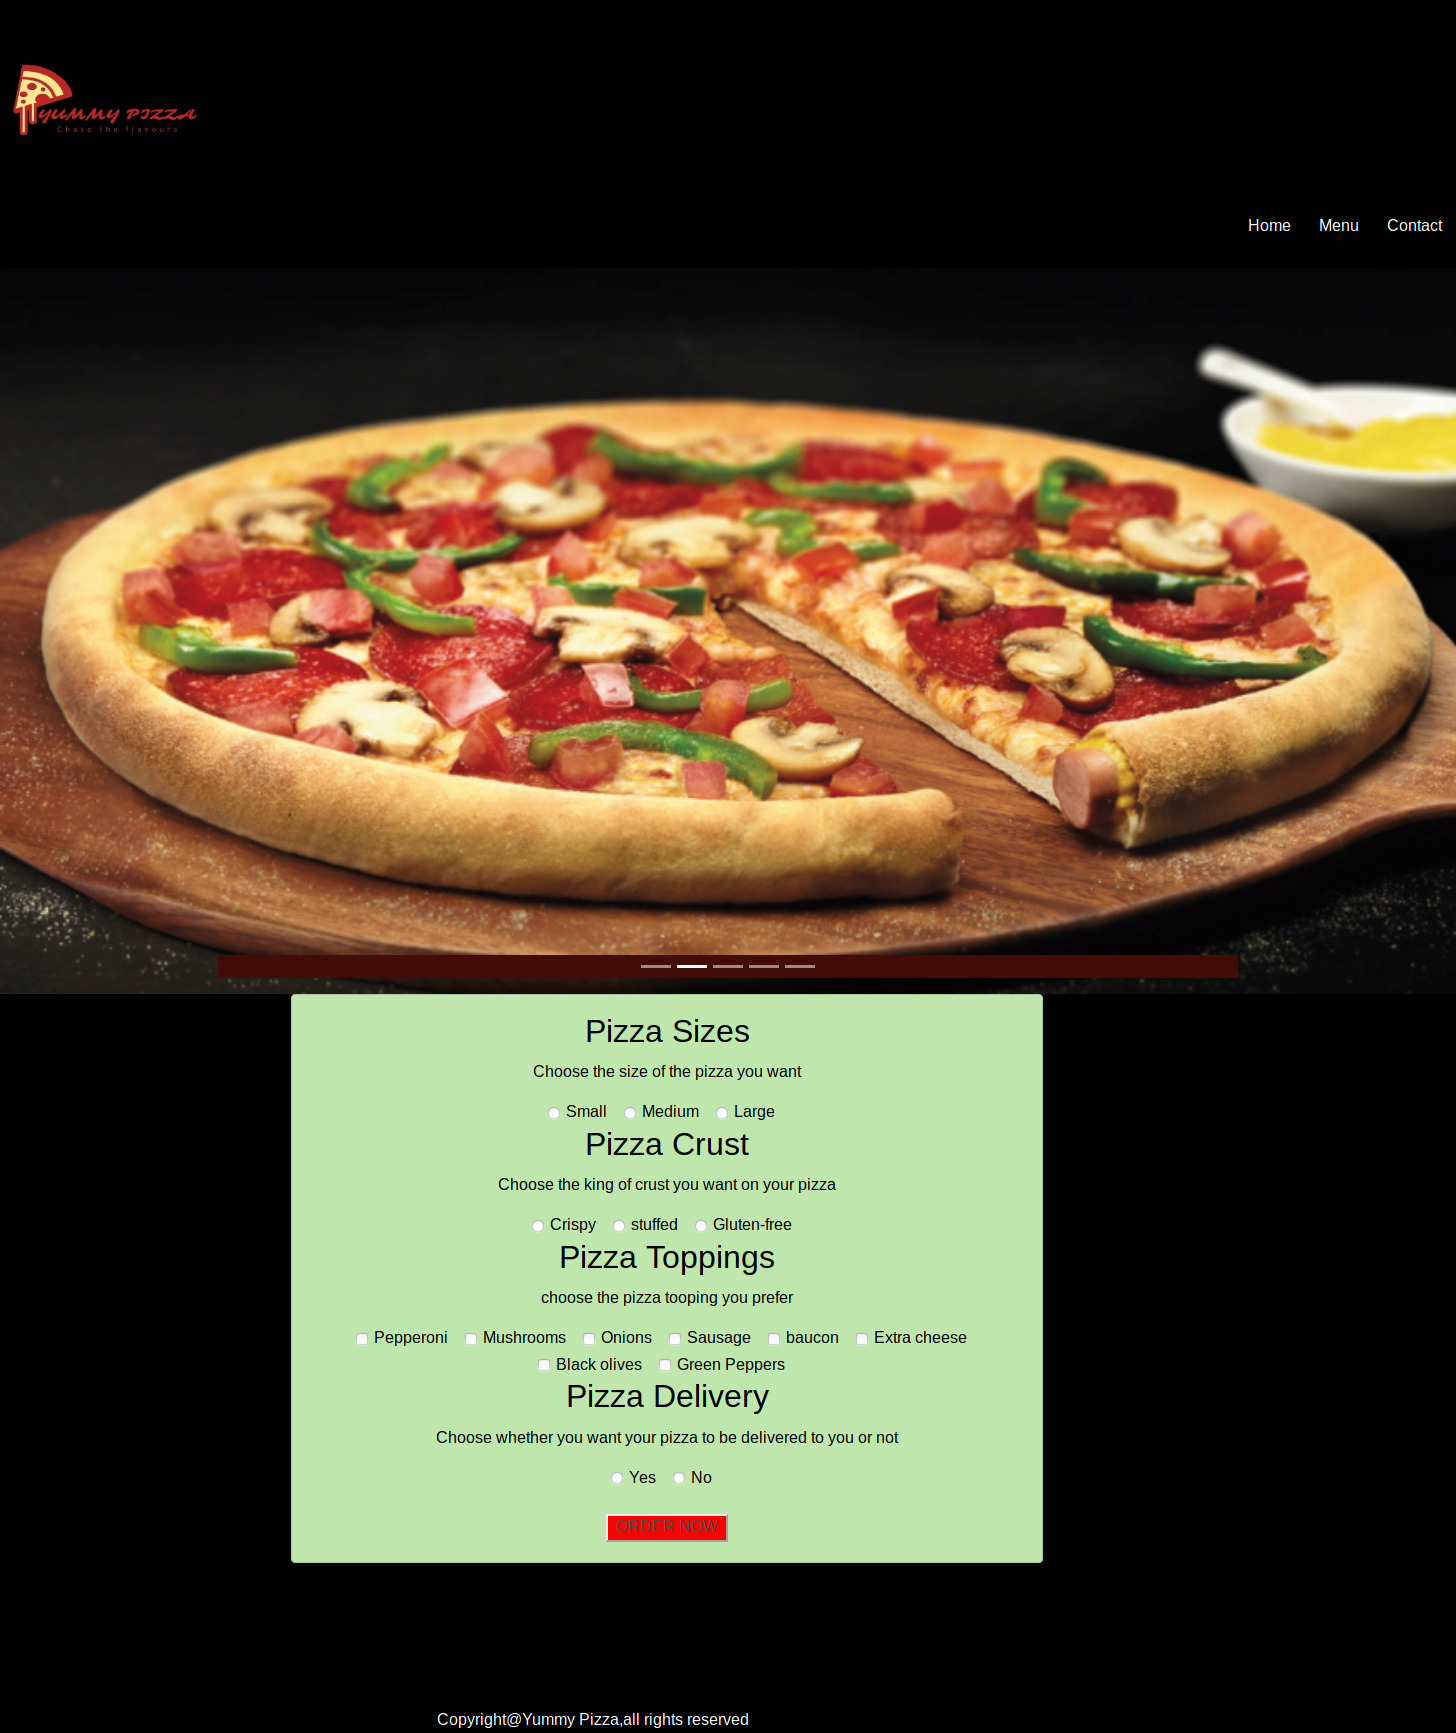 YUMMY PIZZA
Chase the flavours
Home Menu Contact
Pizza Sizes
Choose the size of the pizza you want
Small Medium Large
Pizza Crust
Choose the king of crust you want on your pizza
Crispy stuffed Gluten-free
Pizza Toppings
choose the pizza tooping you prefer
Pepperoni Mushrooms Onions Sausage baucon Extra cheese
Black olives Green Peppers
Pizza Delivery
Choose whether you want your pizza to be delivered to you or not
Yes No
ORDER NOW
Copyright@Yummy Pizza,all rights reserved